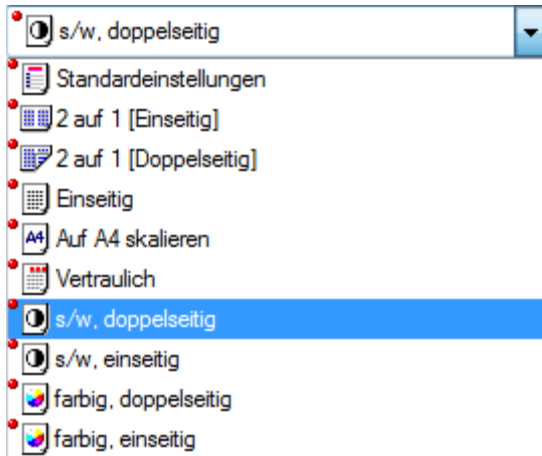 s/w, doppelseitig
Standardeinstellungen
2 auf 1 [Einseitig]
2 auf 1 [Doppelseitig]
Einseitig
A4 Auf A4 skalieren
Vertraulich
s/w, doppelseitig
s/w, einseitig
farbig, doppelseitig
farbig, einseitig